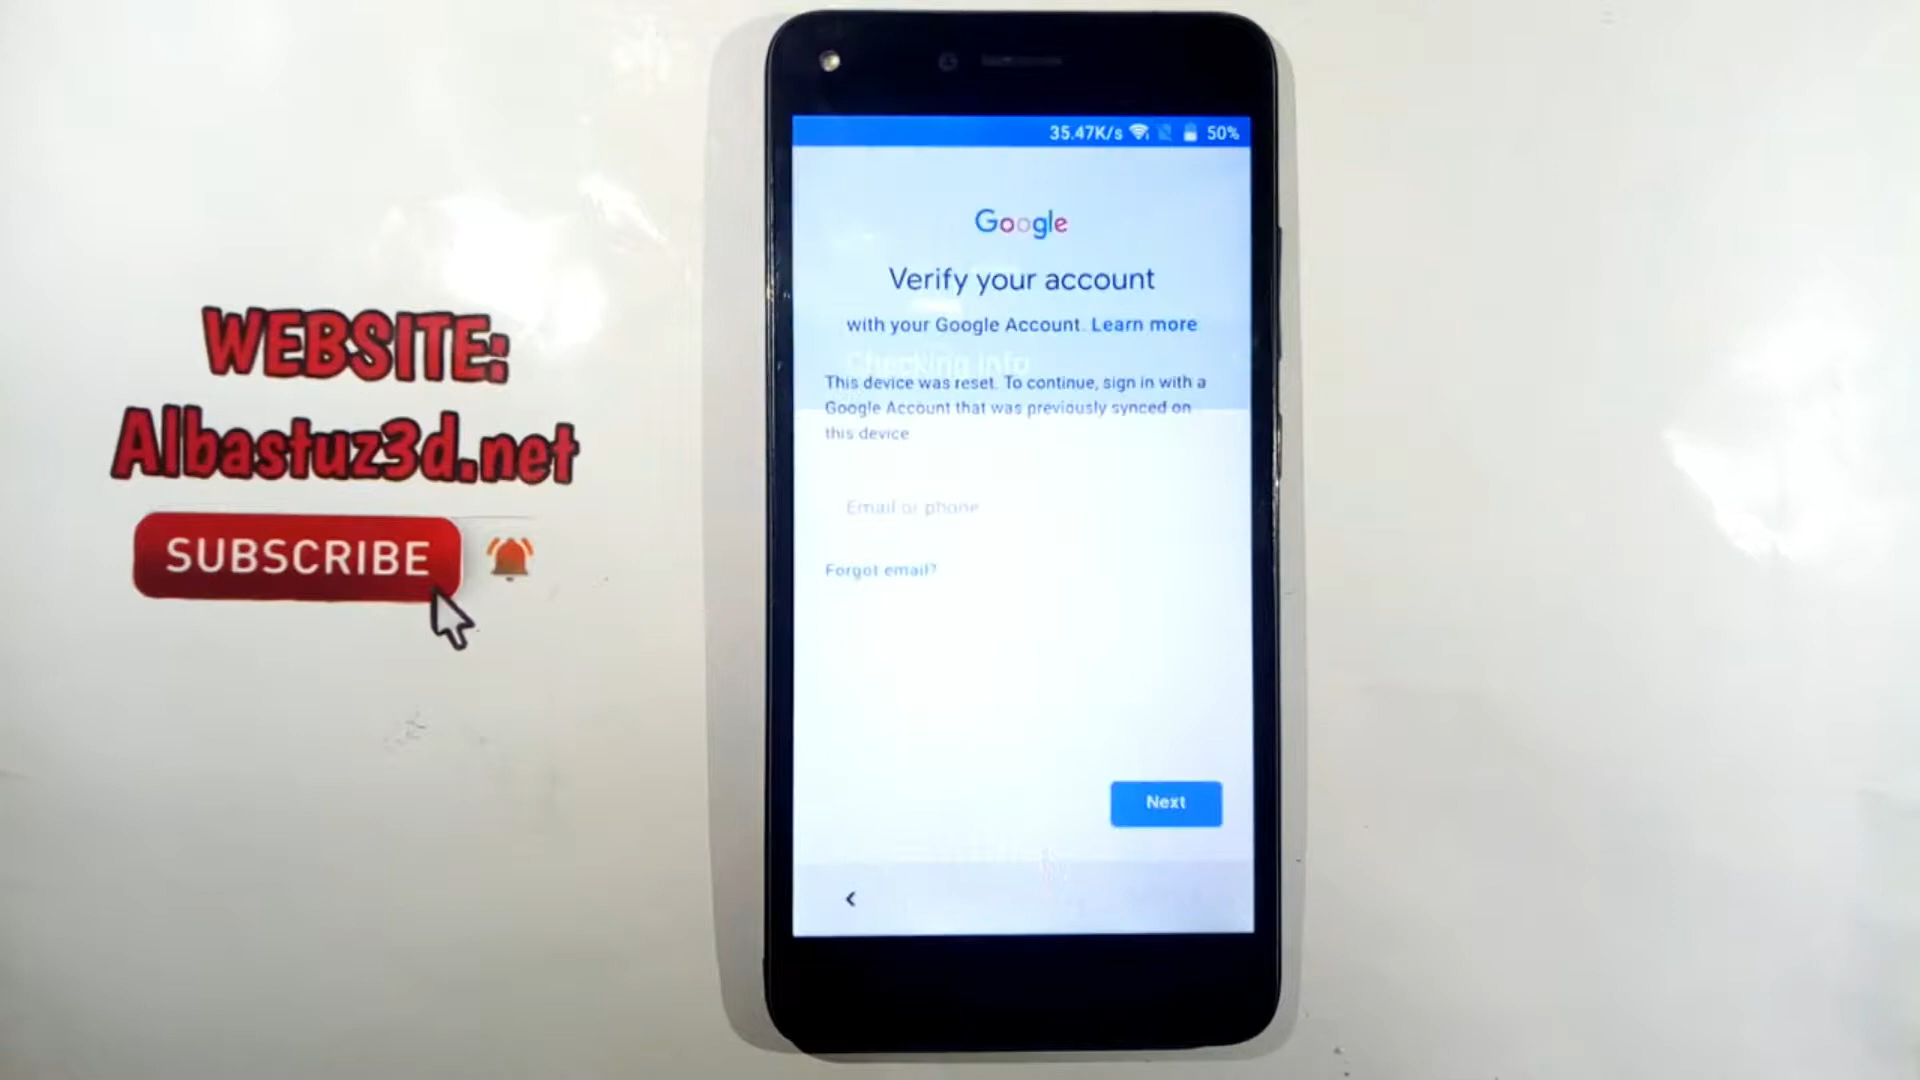 WEBSITE:
Albastuz3d.net
SUBSCRIBE
35.47K/s 50%
Google
Verify your account
with your Google Account. Learn more
Checking info
This device was reset. To continue, sign in with a
Google Account that was previously synced on
this device
Email or phone
Forgot email?
Next